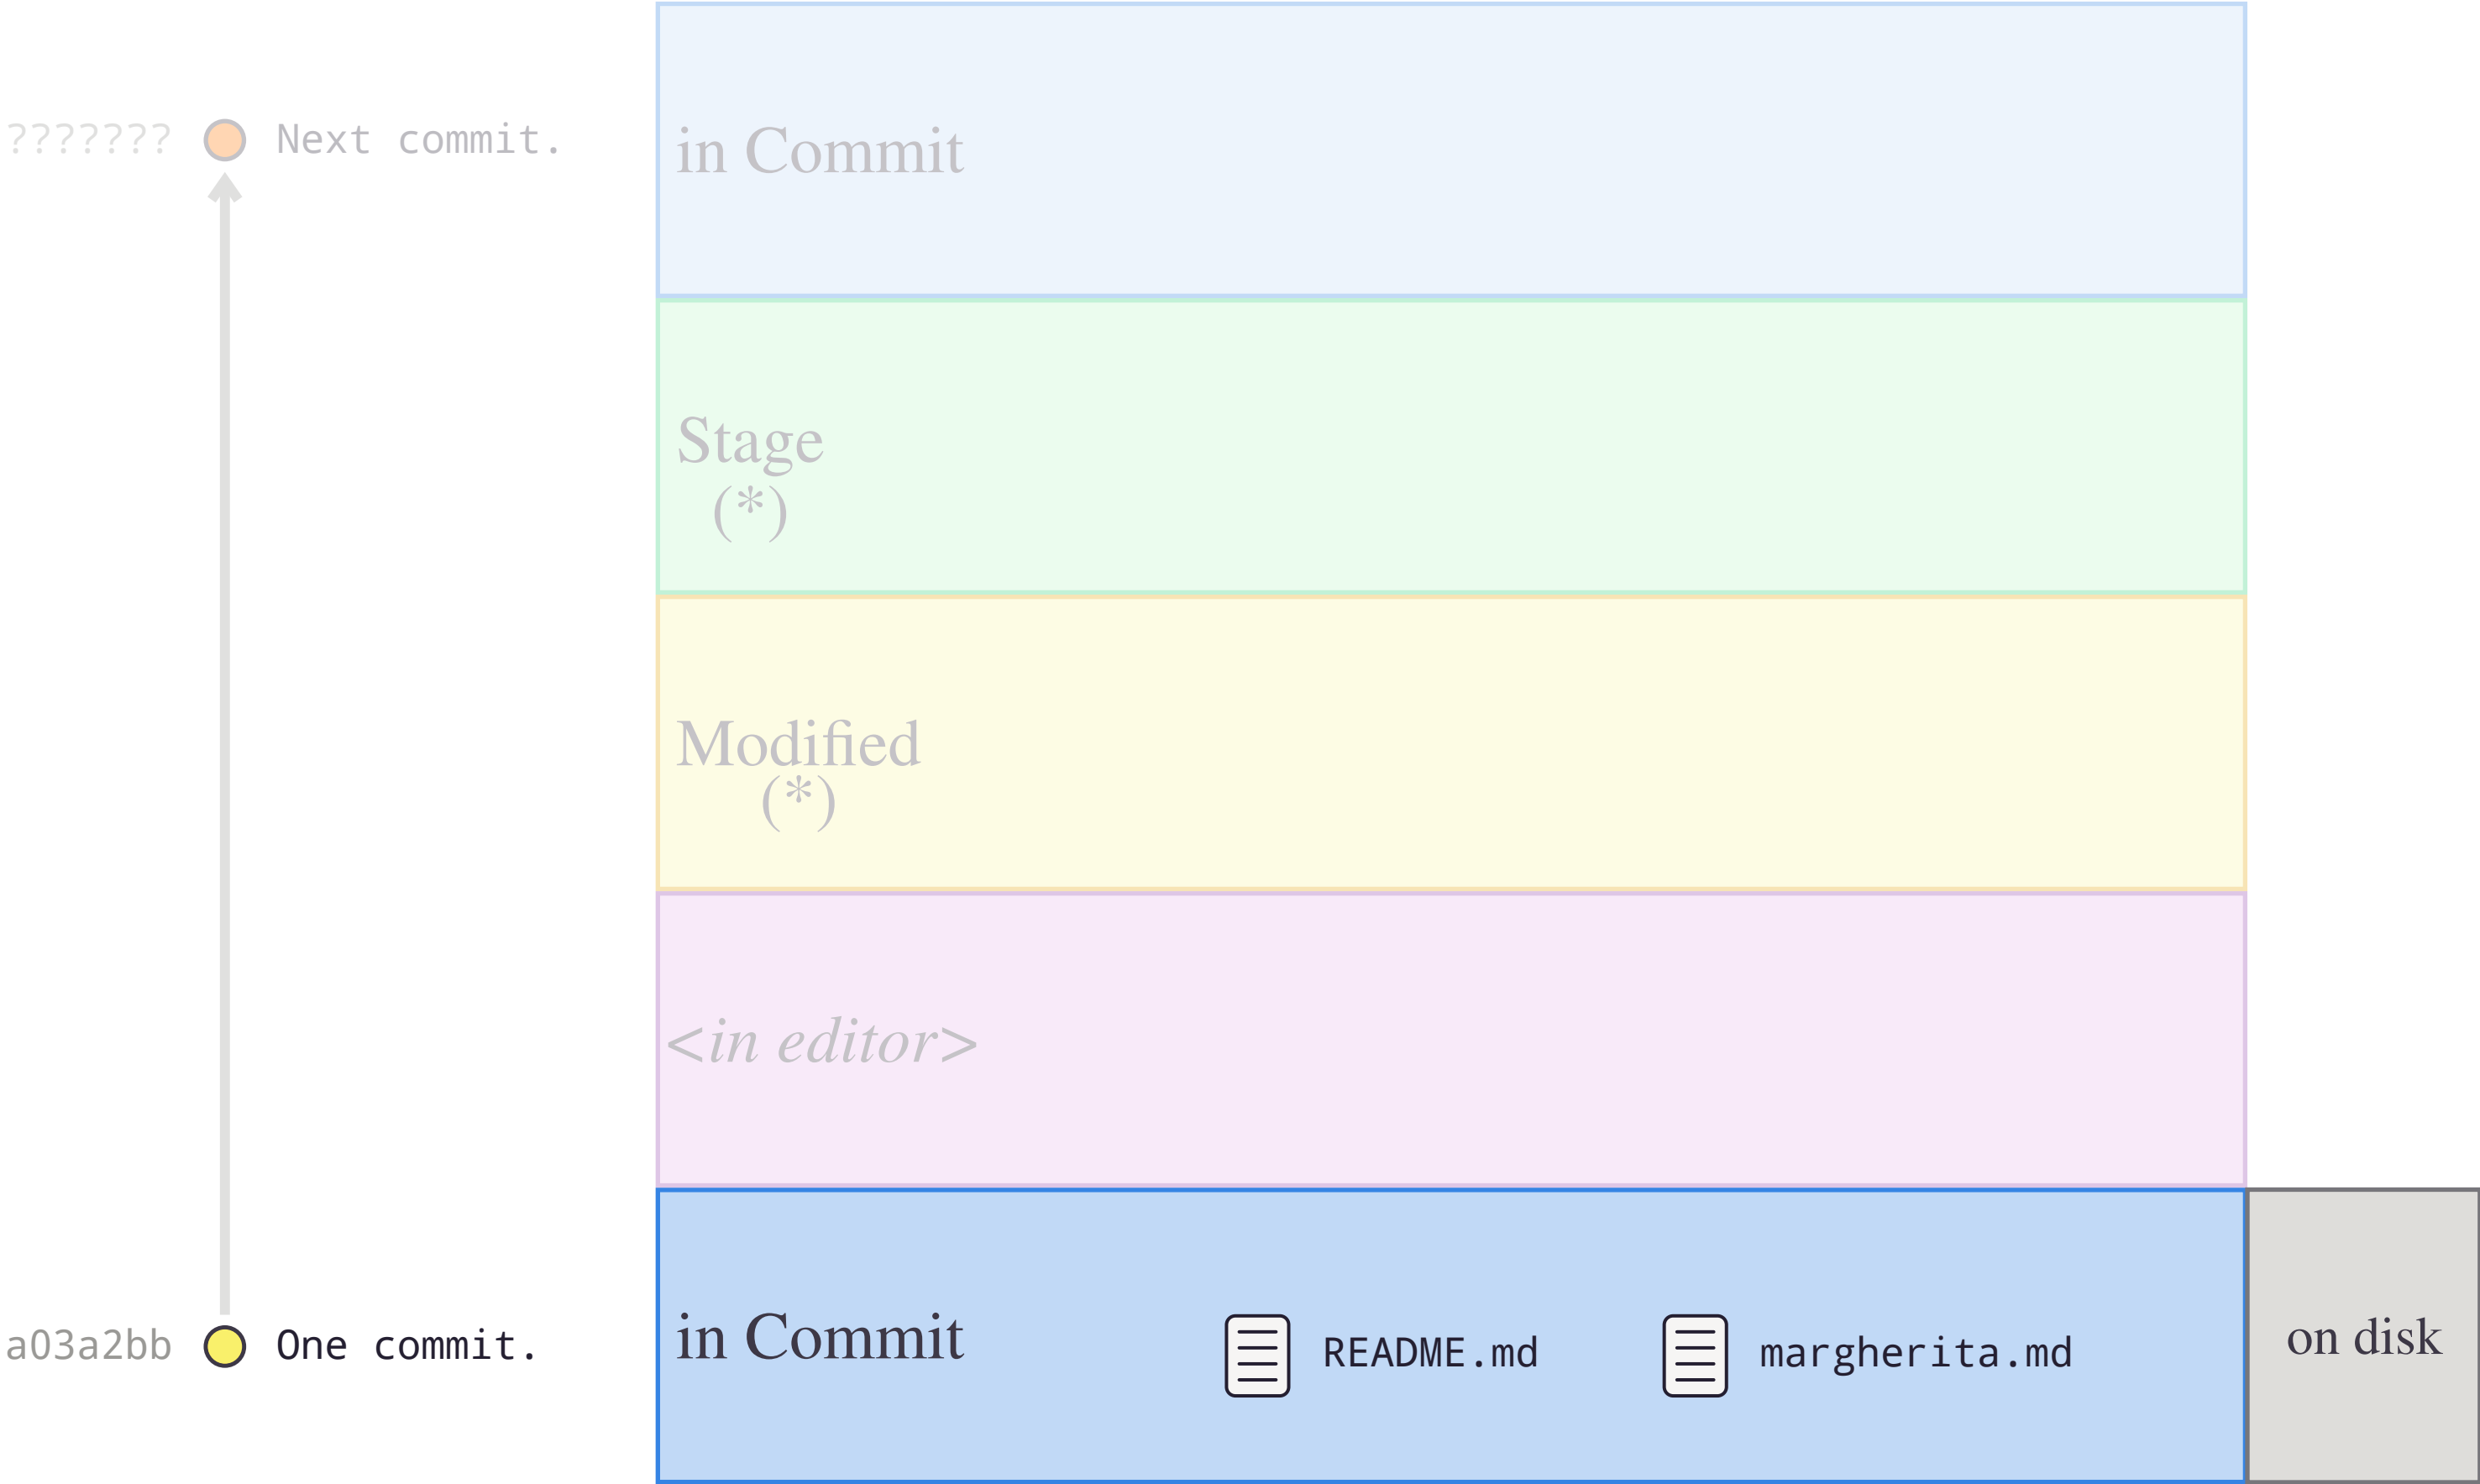 ??????? Next commit.
in Commit
Stage
(*)
Modified
(*)
<in editor>
a03a2bb One commit.
in Commit
README.md
margherita.md
on disk